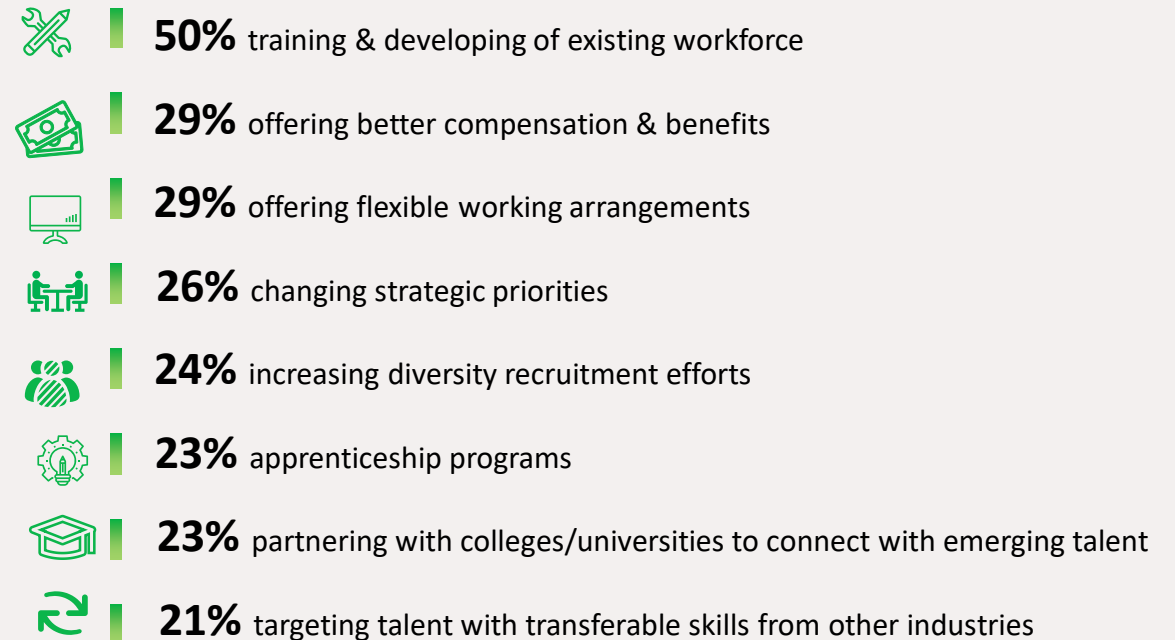 50% training & developing of existing workforce
29% offering better compensation & benefits
29% offering flexible working arrangements
26% changing strategic priorities
24% increasing diversity recruitment efforts
23% apprenticeship programs
23% partnering with colleges/universities to connect with emerging talent
21% targeting talent with transferable skills from other industries